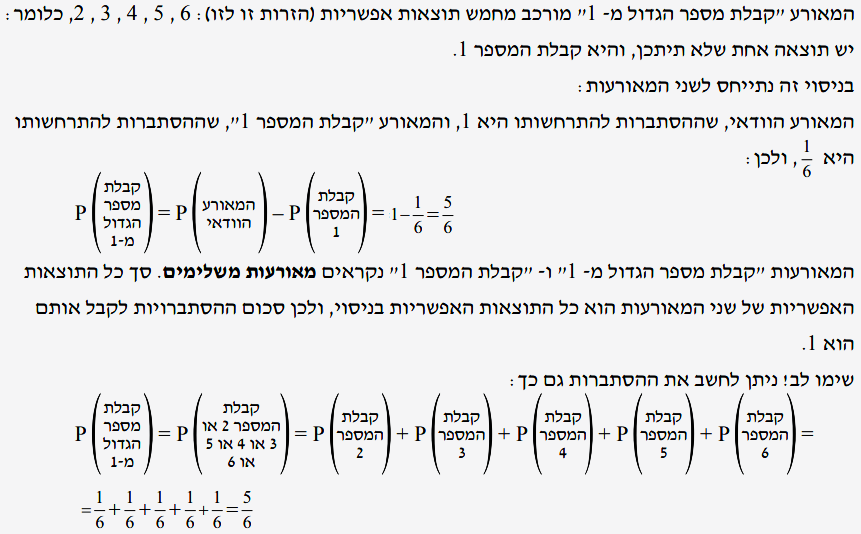 המאורע "קבלת מספר הגדול מ- 1" מורכב מחמש תוצאות אפשריות (הזרות זו לזו): 6 , 5 , 4 , 3 , 2, כלומר:
יש תוצאה אחת שלא תיתכן, והיא קבלת המספר 1.
בניסוי זה נתייחס לשני המאורעות:
המאורע הוודאי, שההסתברות להתרחשותו היא 1, והמאורע "קבלת המספר 1", שההסתברות להתרחשותו
היא 1/6, ולכן:
P(קבלת מספר הגדול מ-1) = P(המאורע הוודאי) – P(קבלת המספר 1) = 1 – 1/6 = 5/6
המאורעות "קבלת מספר הגדול מ- 1" ו- "קבלת המספר 1" נקראים מאורעות משלימים. סך כל התוצאות
האפשריות של שני המאורעות הוא כל התוצאות האפשריות בניסוי, ולכן סכום ההסתברויות לקבל אותם
הוא 1.
שימו לב! ניתן לחשב את ההסתברות גם כך:
P(קבלת מספר הגדול מ-1) = P(קבלת המספר 2 או 3 או 4 או 5 או 6) = P(קבלת המספר 2) + P(קבלת המספר 3) + P(קבלת המספר 4) + P(קבלת המספר 5) + P(קבלת המספר 6) =
= 1/6 + 1/6 + 1/6 + 1/6 + 1/6 = 5/6